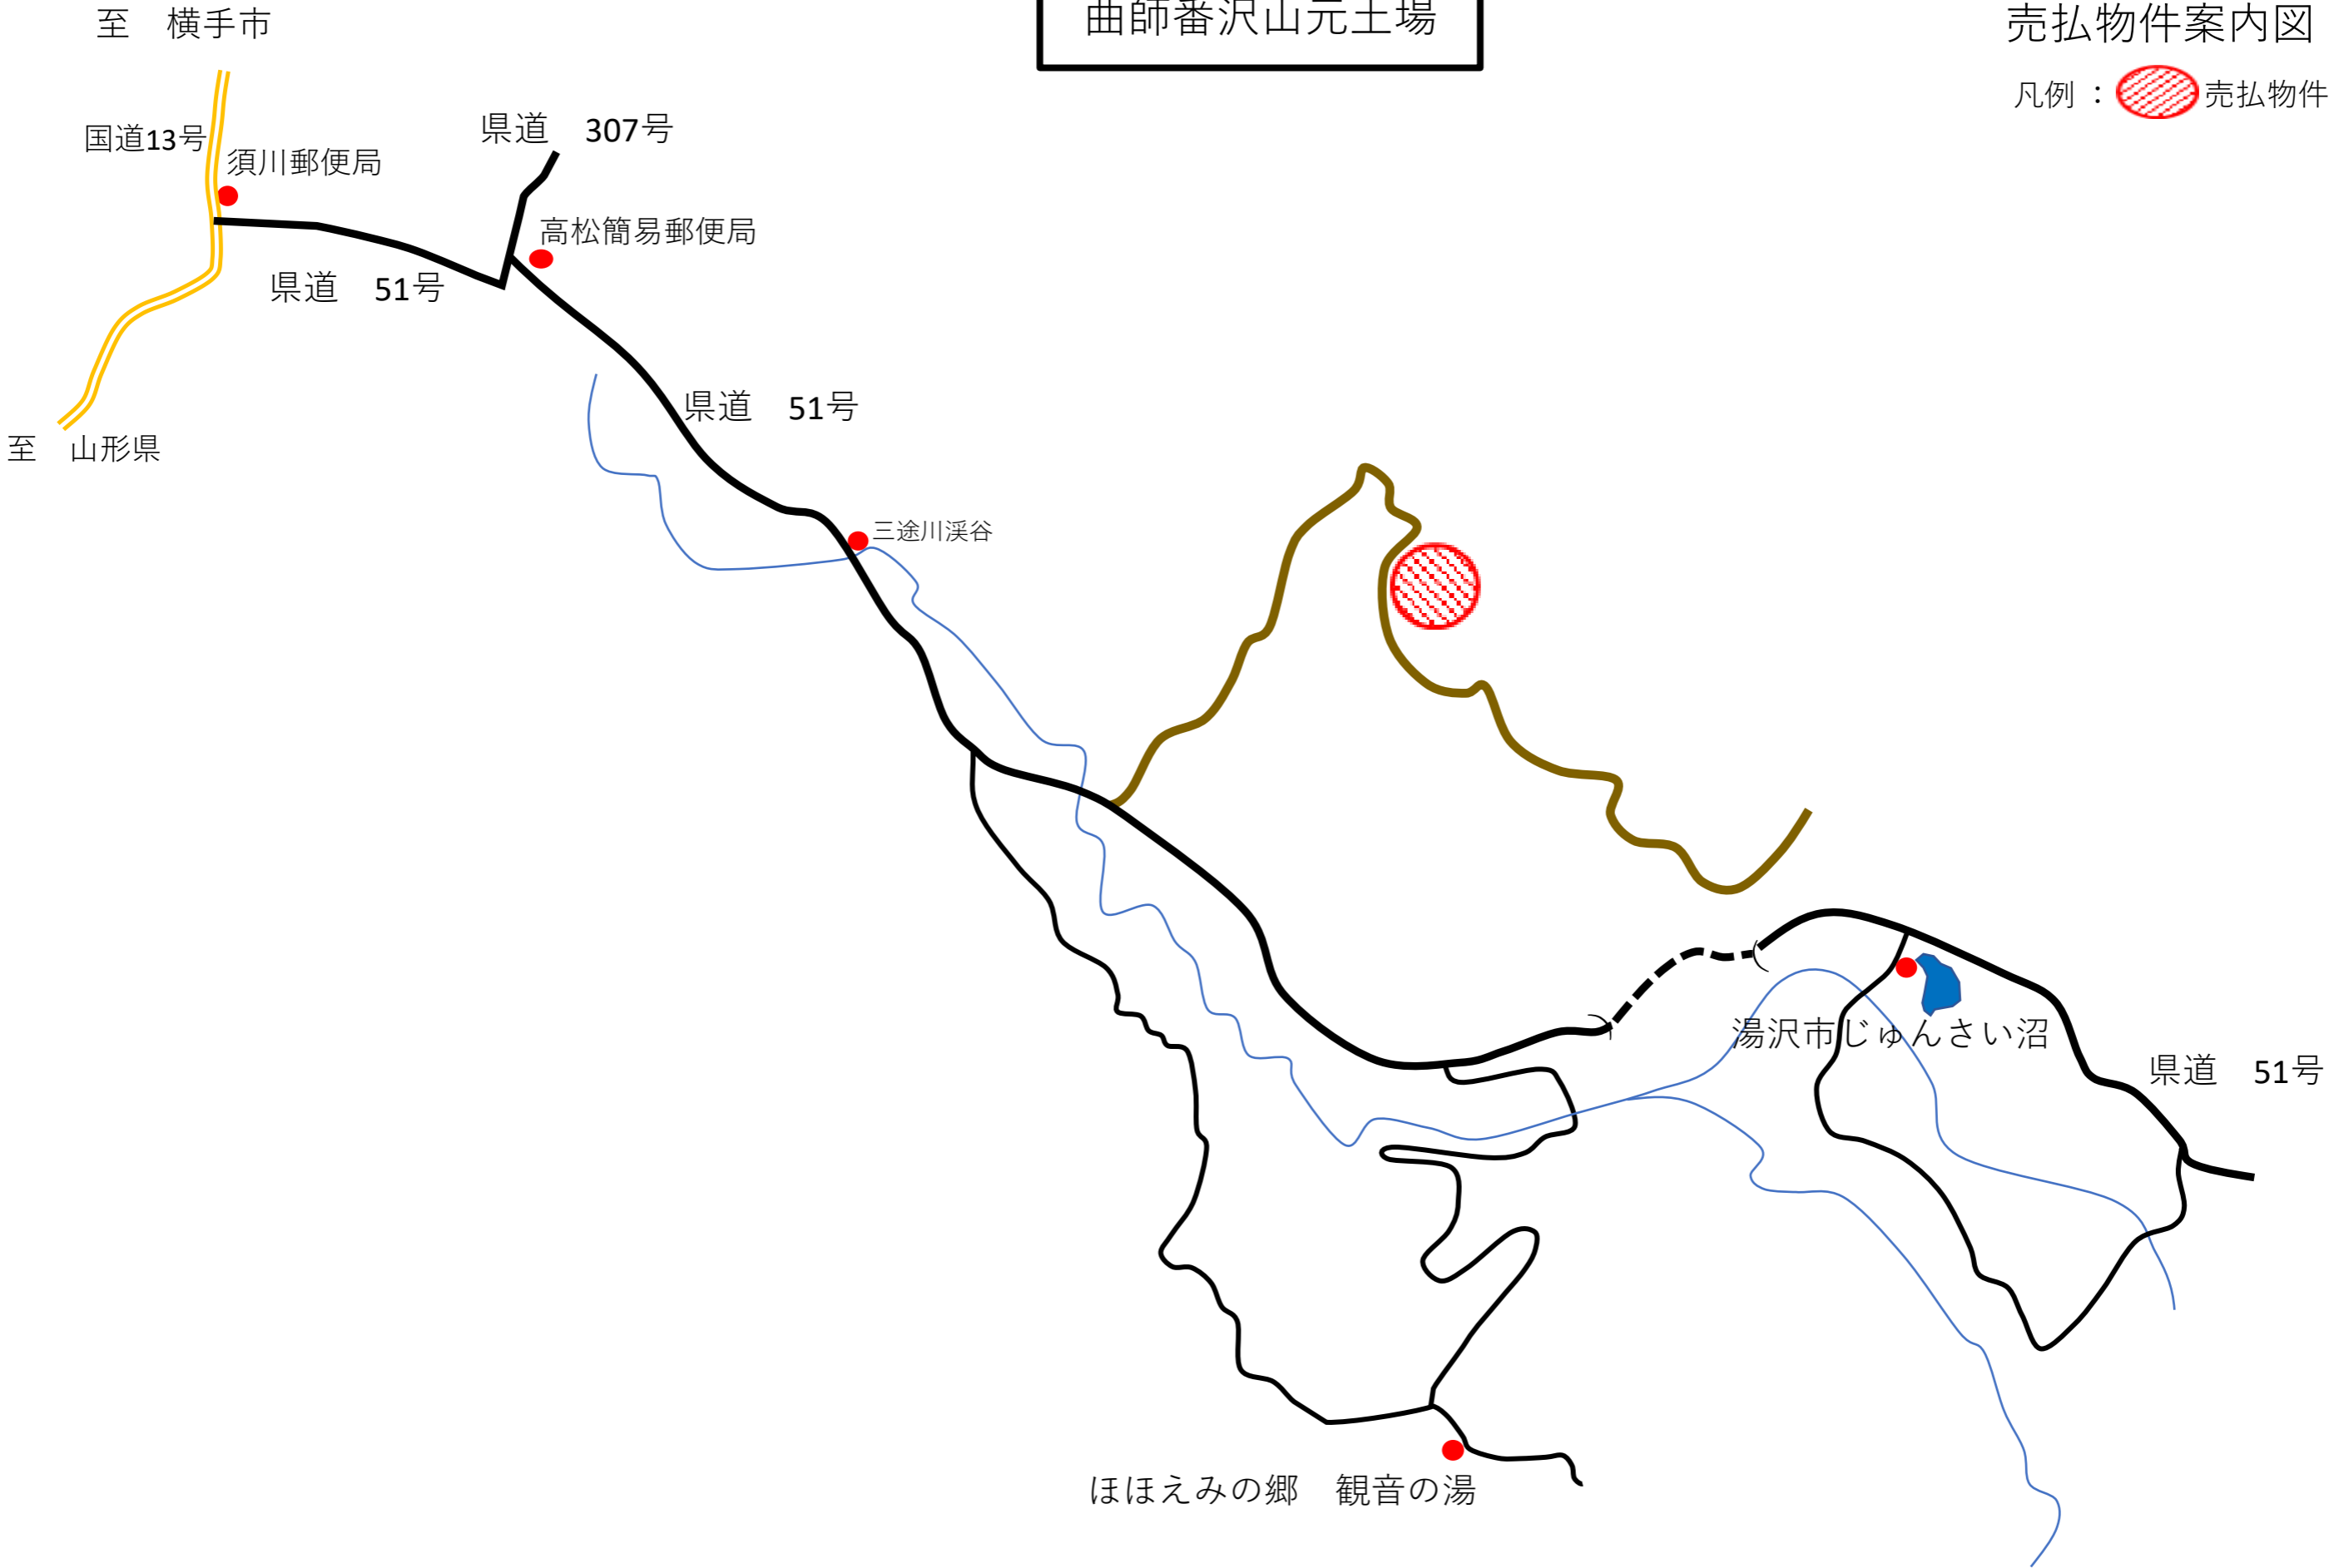 至　横手市
曲師番沢山元土場
売払物件案内図
凡例 ：売払物件
国道13号
県道　307号
須川郵便局
高松簡易郵便局
県道　51号
県道　51号
至　山形県
三途川渓谷
湯沢市じゅんさい沼
県道　51号
ほほえみの郷　観音の湯